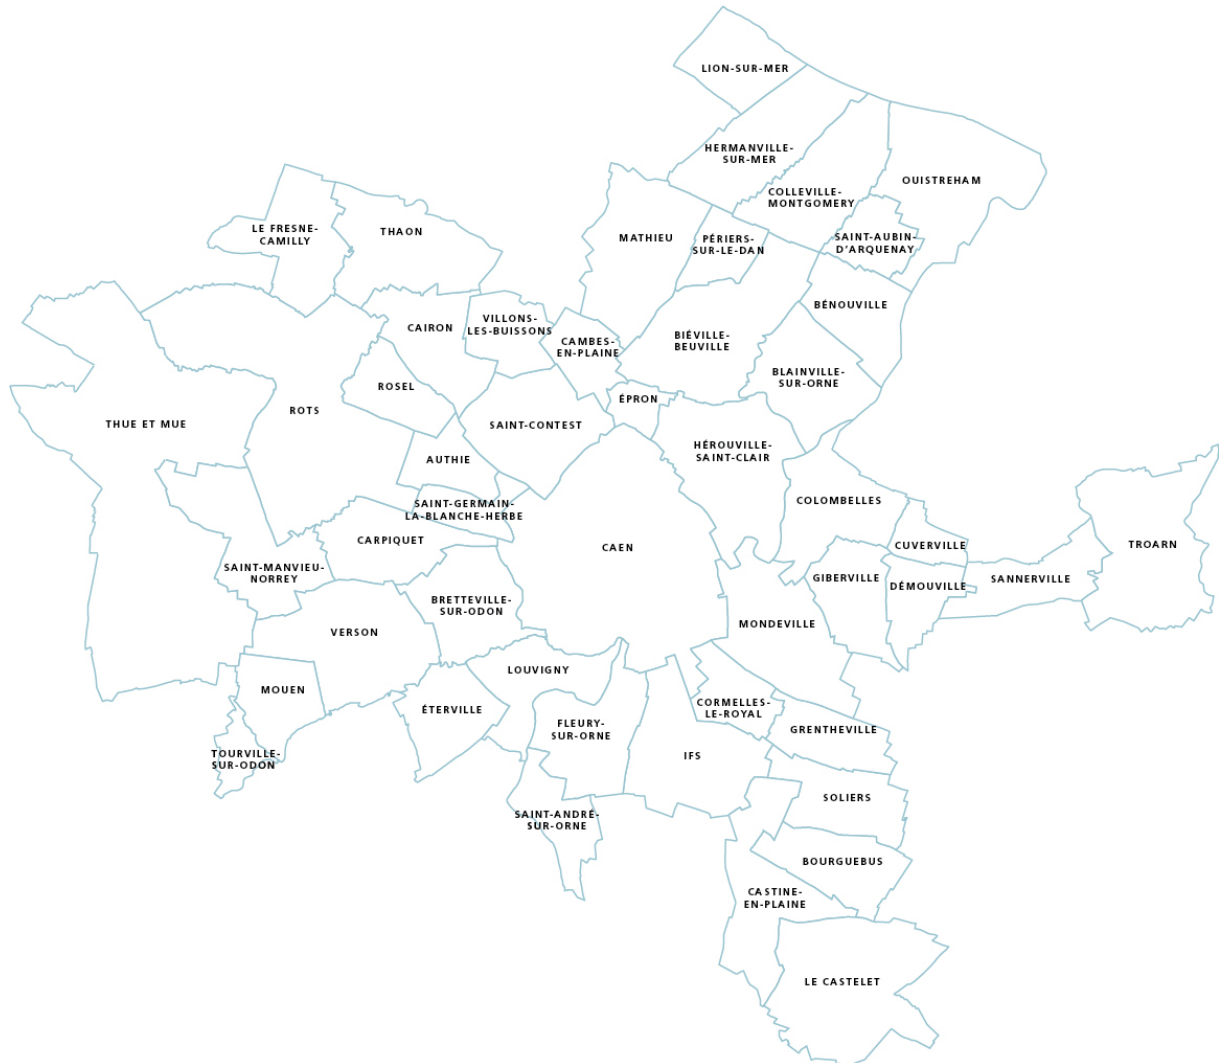 LION-SUR-MER
HERMANVILLE-
SUR-MER
COLLEVILLE-
MONTGOMERY
OUISTREHAM
LE FRESNE-
CAMILLY
THAON
MATHIEU
PÉRIERS-
SUR-LE-DAN
SAINT-AUBIN-
D'ARQUENAY
BÉNOUVILLE
CAIRON
VILLONS-
LES-BUISSONS
CAMBES-
EN-PLAINE
BIÉVILLE-
BEUVILLE
BLAINVILLE-
SUR-ORNE
ROSEL
ÉPRON
THUE ET MUE
ROTS
SAINT-CONTEST
HÉROUVILLE-
SAINT-CLAIR
AUTHIE
SAINT-GERMAIN-
LA-BLANCHE-HERBE
COLOMBELLES
CARPIQUET
CAEN
CUVERVILLE
TROARN
SAINT-MANVIEU-
NORREY
GIBERVILLE
DÉMOUVILLE
SANNERVILLE
BRETTEVILLE-
SUR-ODON
VERSON
MONDEVILLE
LOUVIGNY
MOUEN
ÉTERVILLE
CORMELLES-
LE-ROYAL
FLEURY-
SUR-ORNE
GRENTHEVILLE
TOURVILLE-
SUR-ODON
IFS
SOLIERS
SAINT-ANDRÉ-
SUR-ORNE
BOURGUEBUS
CASTINE-
EN-PLAINE
LE CASTELET